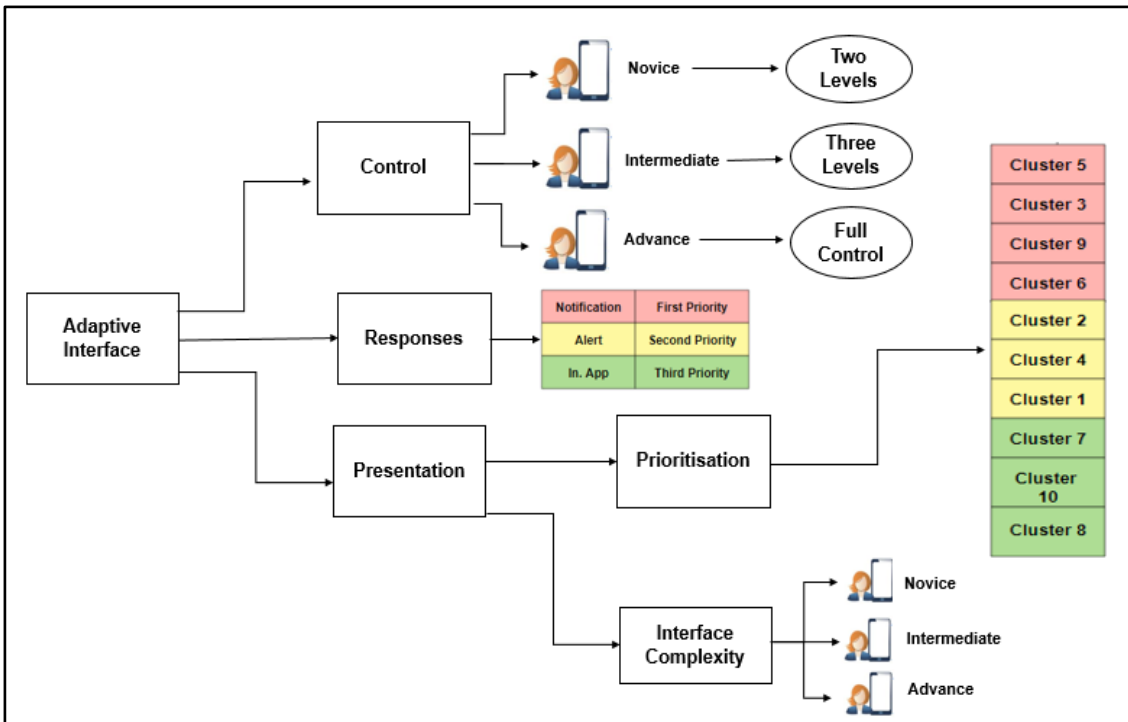 Novice
Two
Levels
Control
Intermediate
Three
Levels
Advance
Full
Control
Adaptive
Interface
Responses
Notification First Priority
Alert Second Priority
In. App Third Priority
Presentation
Prioritisation
Cluster 5
Cluster 3
Cluster 9
Cluster 6
Cluster 2
Cluster 4
Cluster 1
Cluster 7
Cluster
10
Cluster 8
Interface
Complexity
Novice
Intermediate
Advance